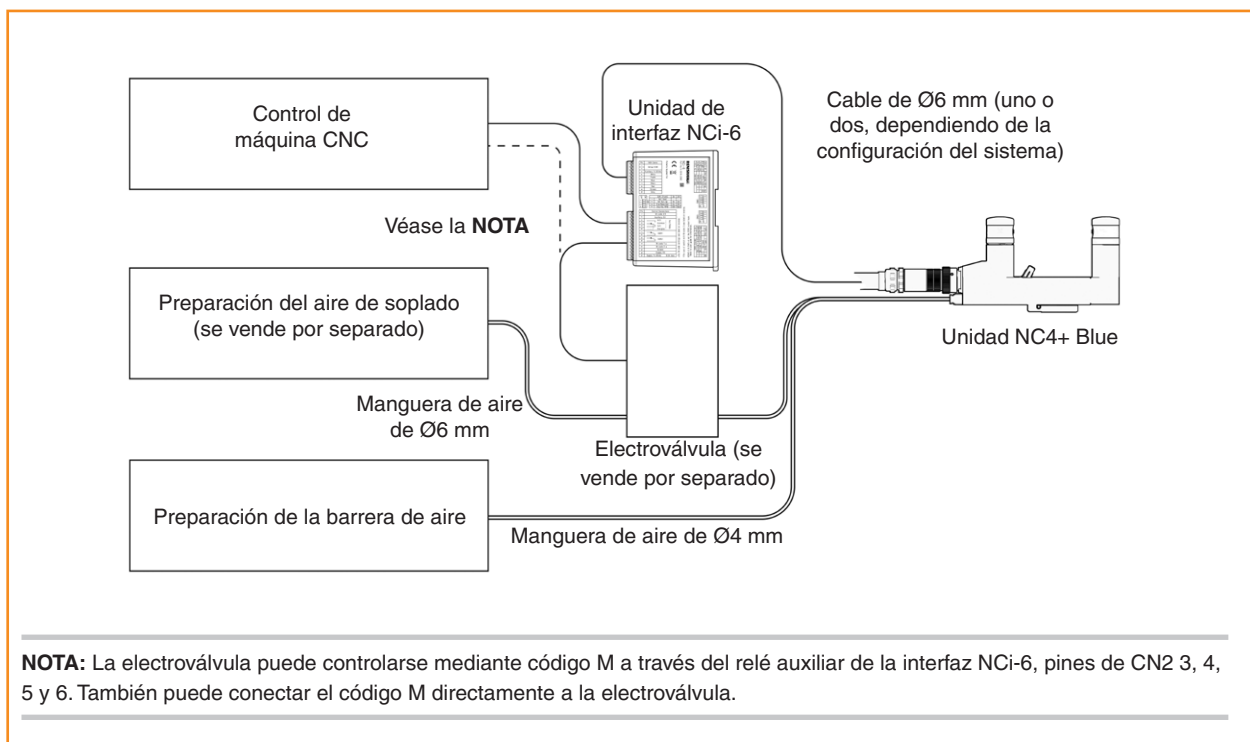 Control de
máquina CNC
Unidad de
interfaz NCi-6
Cable de Ø6 mm (uno o
dos, dependiendo de la
configuración del sistema)
Véase la NOTA
Preparación del aire de soplado
(se vende por separado)
Unidad NC4+ Blue
Manguera de aire
de Ø6 mm
Electroválvula (se
vende por separado)
Preparación de la barrera de aire
Manguera de aire de Ø4 mm
NOTA: La electroválvula puede controlarse mediante código M a través del relé auxiliar de la interfaz NCi-6, pines de CN2 3, 4,
5 y 6. También puede conectar el código M directamente a la electroválvula.